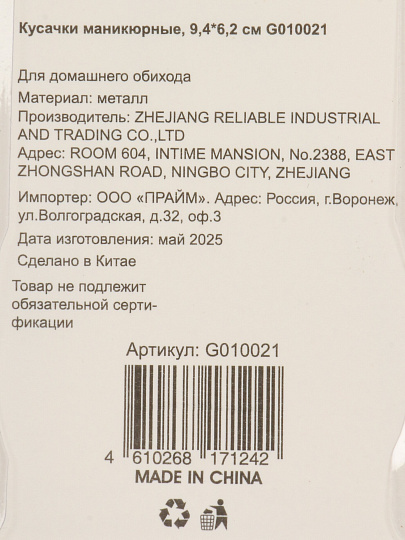 Кусачки маникюрные, 9,4*6,2 см G010021
Для домашнего обихода
Материал: металл
Производитель: ZHEJIANG RELIABLE INDUSTRIAL
AND TRADING CO.,LTD
Адрес: ROOM 604, INTIME MANSION, No.2388, EAST
ZHONGSHAN ROAD, NINGBO CITY, ZHEJIANG
Импортер: ООО «ПРАЙМ». Адрес: Россия, г.Воронеж,
ул.Волгоградская, д.32, оф.3
Дата изготовления: май 2025
Сделано в Китае
Товар не подлежит
обязательной серти-
фикации
Артикул: G010021
4 610268 171242
MADE IN CHINA